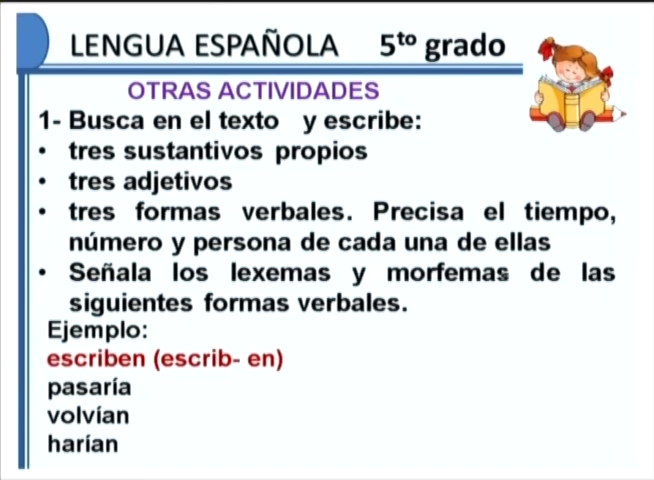 LENGUA ESPAÑOLA 5to grado
OTRAS ACTIVIDADES
1- Busca en el texto y escribe:
• tres sustantivos propios
• tres adjetivos
• tres formas verbales. Precisa el tiempo,
número y persona de cada una de ellas
• Señala los lexemas y morfemas de las
siguientes formas verbales.
Ejemplo:
escriben (escrib- en)
pasaría
volvían
harían